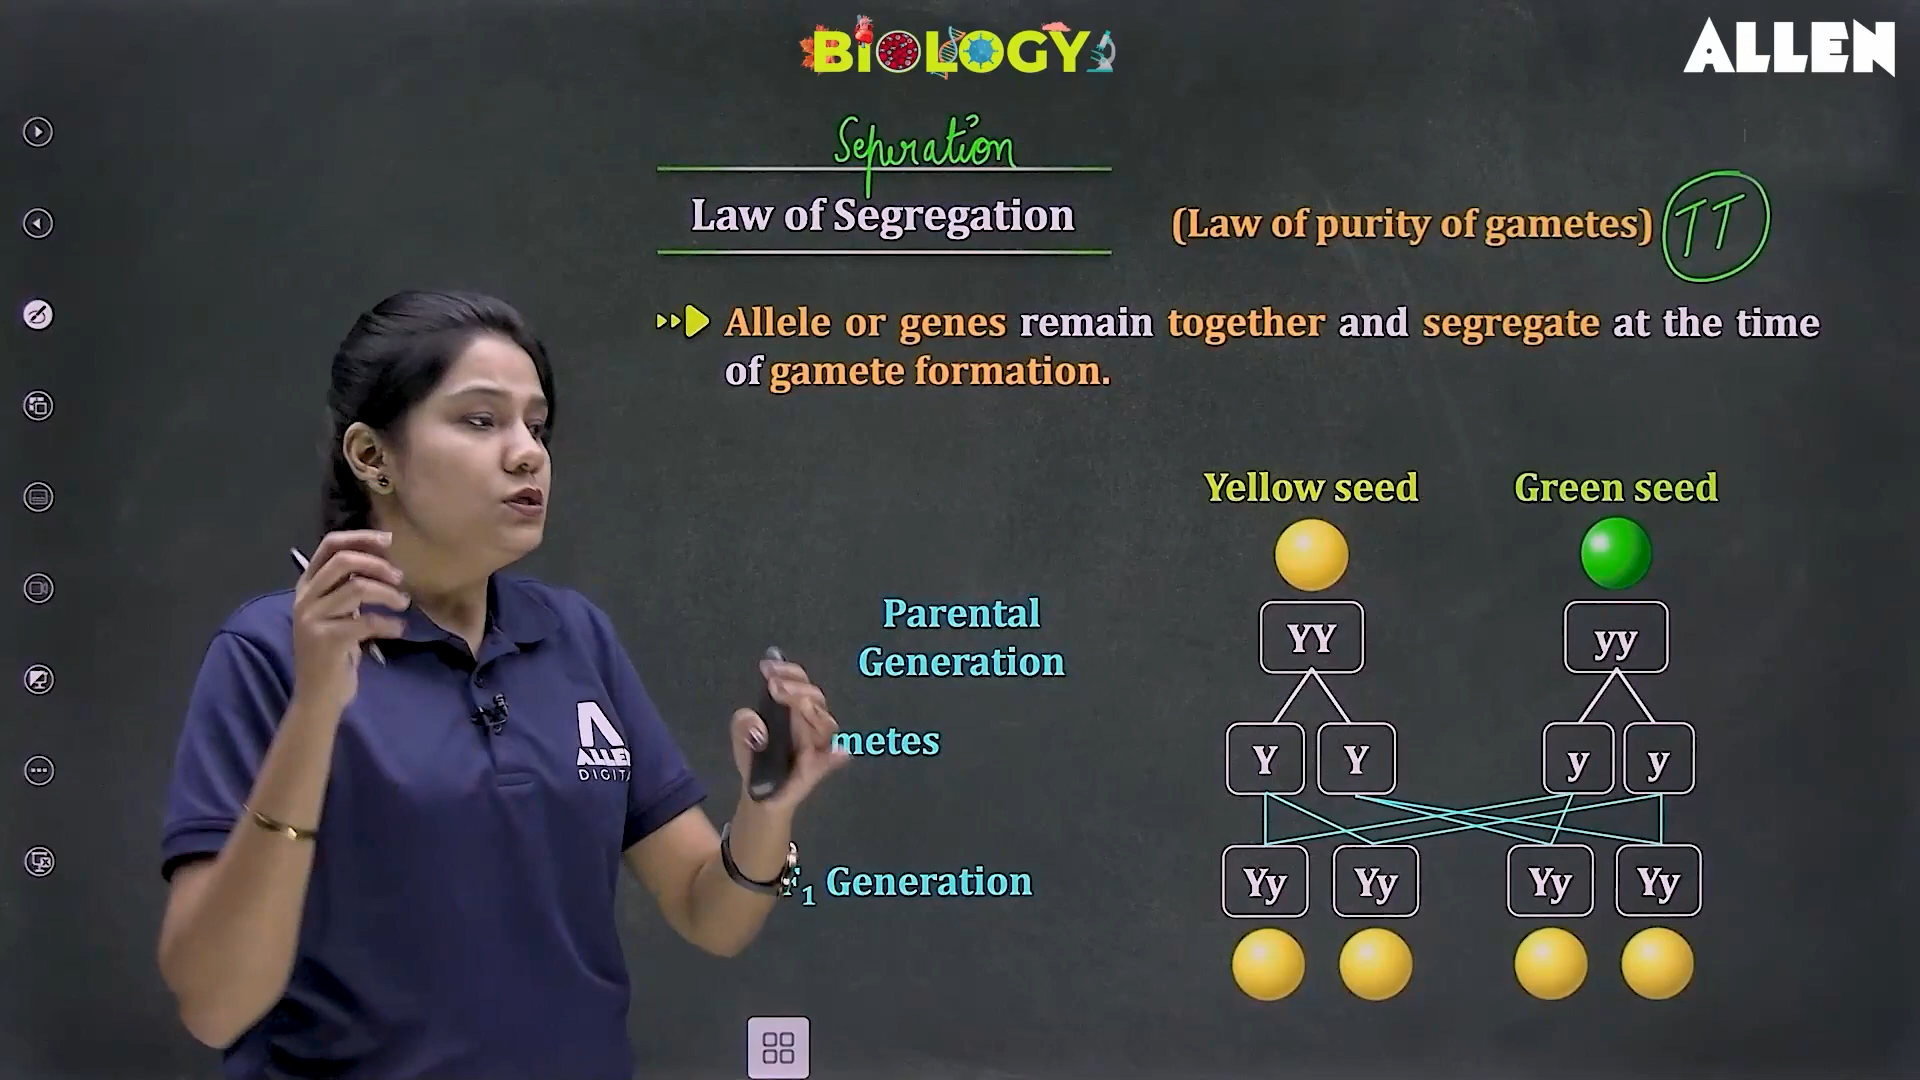 BIOLOGY
ALLEN
Seperation
Law of Segregation
(Law of purity of gametes) TT
Allele or genes remain together and segregate at the time
of gamete formation.
Yellow seed
Green seed
Parental
Generation
YY
yy
metes
Y Y
y y
F1 Generation
Yy Yy
Yy Yy
ALLEN